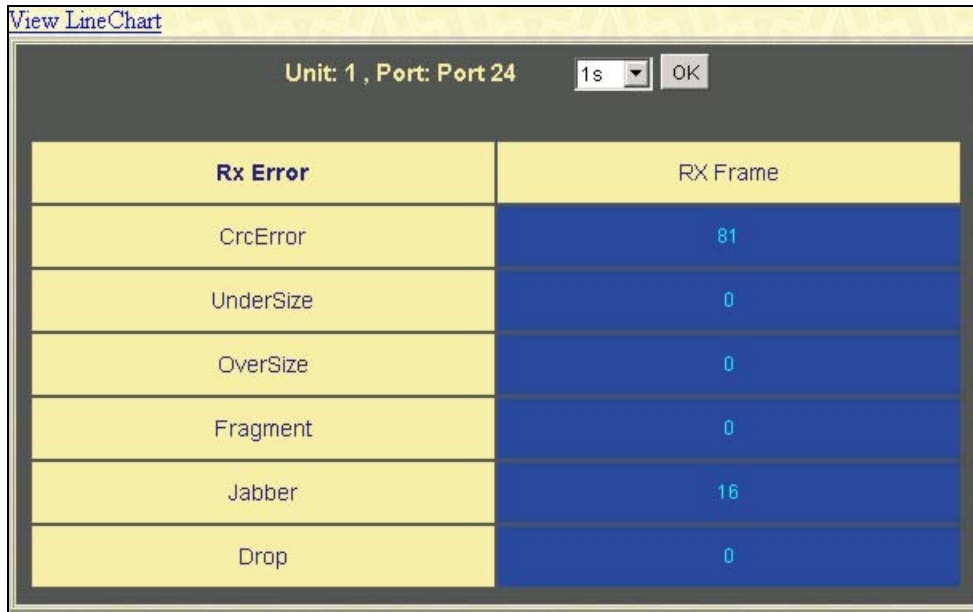 View LineChart
Unit: 1 , Port: Port 24 1s OK
Rx Error RX Frame
CrcError 81
UnderSize 0
OverSize 0
Fragment 0
Jabber 16
Drop 0